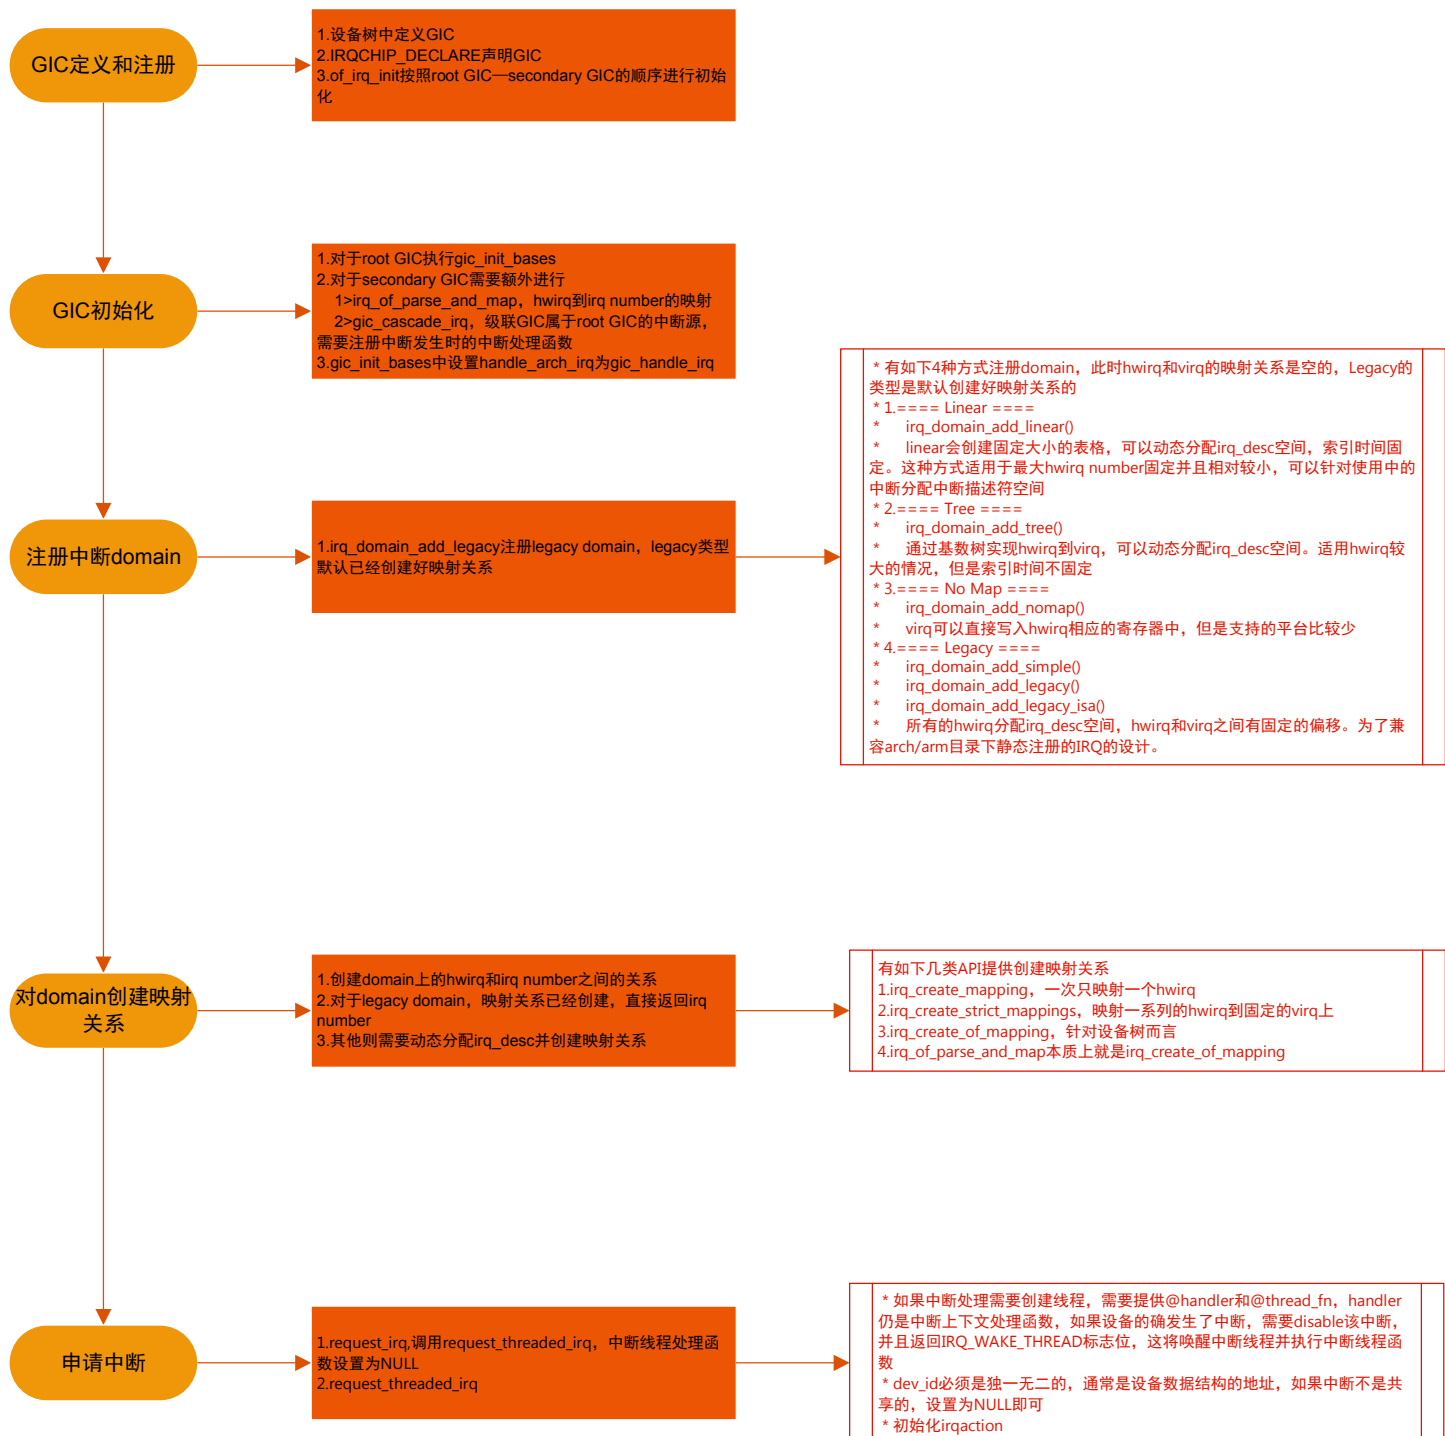 GIC定义和注册
1.设备树中定义GIC
2.IRQCHIP_DECLARE声明GIC
3.of_irq_init按照root GIC—secondary GIC的顺序进行初始
化
GIC初始化
1.对于root GIC执行gic_init_bases
2.对于secondary GIC需要额外进行
1>irq_of_parse_and_map，hwirq到irq number的映射
2>gic_cascade_irq，级联GIC属于root GIC的中断源，
需要注册中断发生时的中断处理函数
3.gic_init_bases中设置handle_arch_irq为gic_handle_irq
注册中断domain
1.irq_domain_add_legacy注册legacy domain，legacy类型
默认已经创建好映射关系
* 有如下4种方式注册domain，此时hwirq和virq的映射关系是空的，Legacy的
类型是默认创建好映射关系的
* 1.==== Linear ====
* irq_domain_add_linear()
* linear会创建固定大小的表格，可以动态分配irq_desc空间，索引时间固
定。这种方式适用于最大hwirq number固定并且相对较小，可以针对使用中的
中断分配中断描述符空间
* 2.==== Tree ====
* irq_domain_add_tree()
* 通过基数树实现hwirq到virq，可以动态分配irq_desc空间。适用hwirq较
大的情况，但是索引时间不固定
* 3.==== No Map ====
* irq_domain_add_nomap()
* virq可以直接写入hwirq相应的寄存器中，但是支持的平台比较少
* 4.==== Legacy ====
* irq_domain_add_simple()
* irq_domain_add_legacy()
* irq_domain_add_legacy_isa()
* 所有的hwirq分配irq_desc空间，hwirq和virq之间有固定的偏移。为了兼
容arch/arm目录下静态注册的IRQ的设计。
对domain创建映射
关系
1.创建domain上的hwirq和irq number之间的关系
2.对于legacy domain，映射关系已经创建，直接返回irq
number
3.其他则需要动态分配irq_desc并创建映射关系
有如下几类API提供创建映射关系
1.irq_create_mapping，一次只映射一个hwirq
2.irq_create_strict_mappings，映射一系列的hwirq到固定的virq上
3.irq_create_of_mapping，针对设备树而言
4.irq_of_parse_and_map本质上就是irq_create_of_mapping
申请中断
1.request_irq,调用request_threaded_irq，中断线程处理函
数设置为NULL
2.request_threaded_irq
* 如果中断处理需要创建线程，需要提供@handler和@thread_fn，handler
仍是中断上下文处理函数，如果设备的确发生了中断，需要disable该中断，
并且返回IRQ_WAKE_THREAD标志位，这将唤醒中断线程并执行中断线程函
数
* dev_id必须是独一无二的，通常是设备数据结构的地址，如果中断不是共
享的，设置为NULL即可
* 初始化irqaction